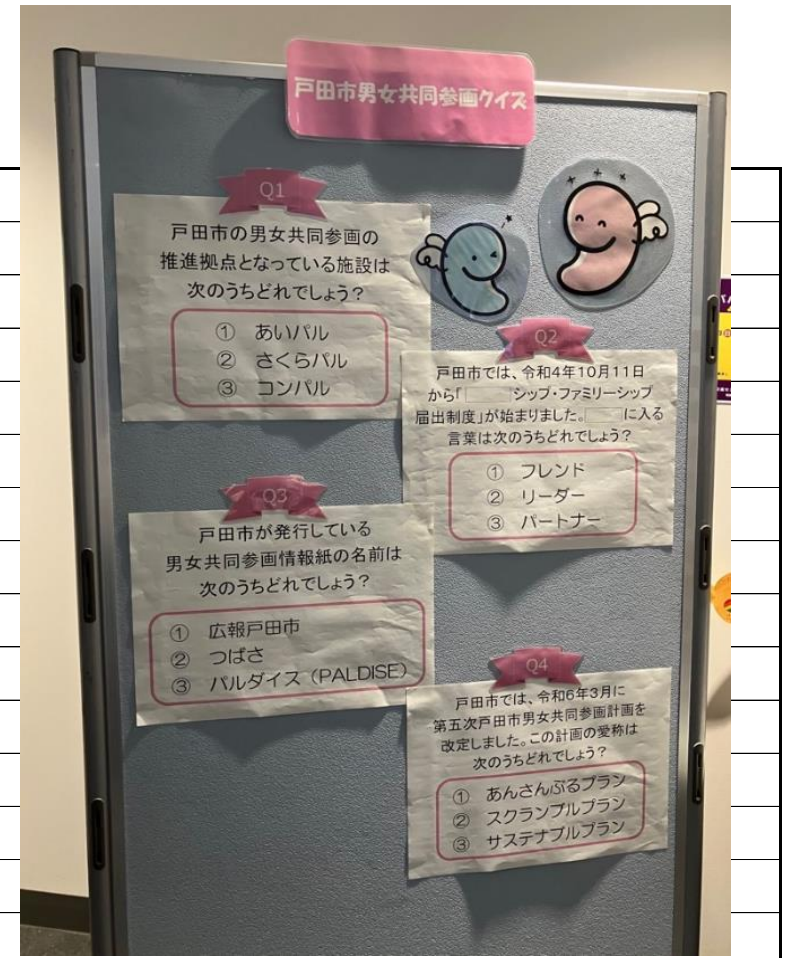 戸田市男女共同参画クイズ
Q1
戸田市の男女共同参画の
推進拠点となっている施設は
次のうちどれでしょう？
① あいパル
② さくらパル
③ コンパル
Q2
戸田市では、令和4年10月11日
から「　　　シップ・ファミリーシップ
届出制度」が始まりました。　　　に入る
言葉は次のうちどれでしょう？
① フレンド
② リーダー
③ パートナー
Q3
戸田市が発行している
男女共同参画情報紙の名前は
次のうちどれでしょう？
① 広報戸田市
② つばさ
③ パルダイス（PALDISE）
Q4
戸田市では、令和6年3月に
第五次戸田市男女共同参画計画を
改定しました。この計画の愛称は
次のうちどれでしょう？
① あんさんぶるプラン
② スクランブルプラン
③ サステナブルプラン